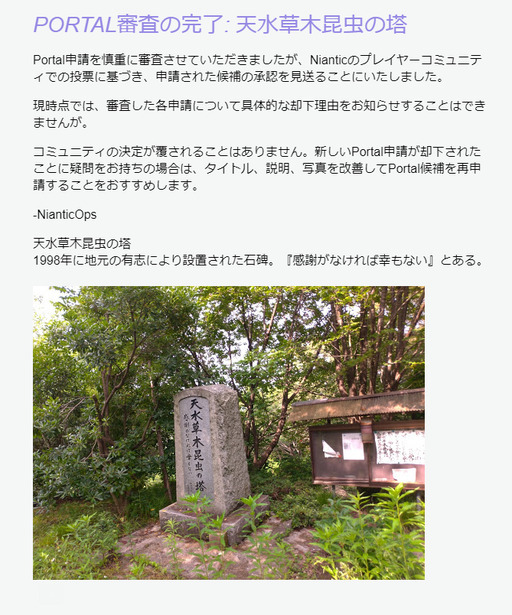 PORTAL審査の完了: 天水草木昆虫の塔
Portal申請を慎重に審査させていただきましたが、Nianticのプレイヤーコミュニティ
ィでの投票に基づき、申請された候補の承認を見送ることにいたしました。
現時点では、審査した各申請について具体的な却下理由をお知らせすることはでき
ませんが。
コミュニティの決定が覆されることはありません。新しいPortal申請が却下された
ことに疑問をお持ちの場合は、タイトル、説明、写真を改善してPortal候補を再申
請することをおすすめします。
-NianticOps
天水草木昆虫の塔
1998年に地元の有志により設置された石碑。『感謝がなければ幸もない』とある。
天水草木昆虫の塔
感謝がなければ幸もない